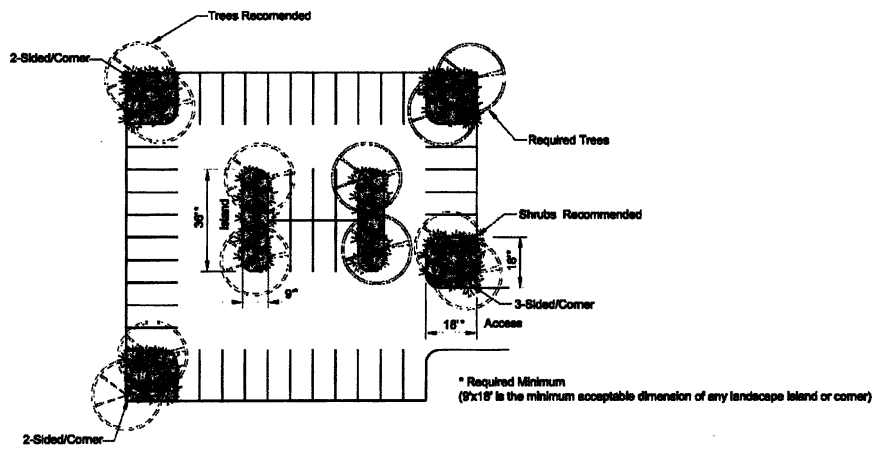 Trees Recomended
2-Sided/Corner
Required Trees
36'*
Island
Shrubs Recommended
18'*
9'*
3-Sided/Corner
18'*
Access
* Required Minimum
(9'x18' is the minimum acceptable dimension of any landscape island or corner)
2-Sided/Corner